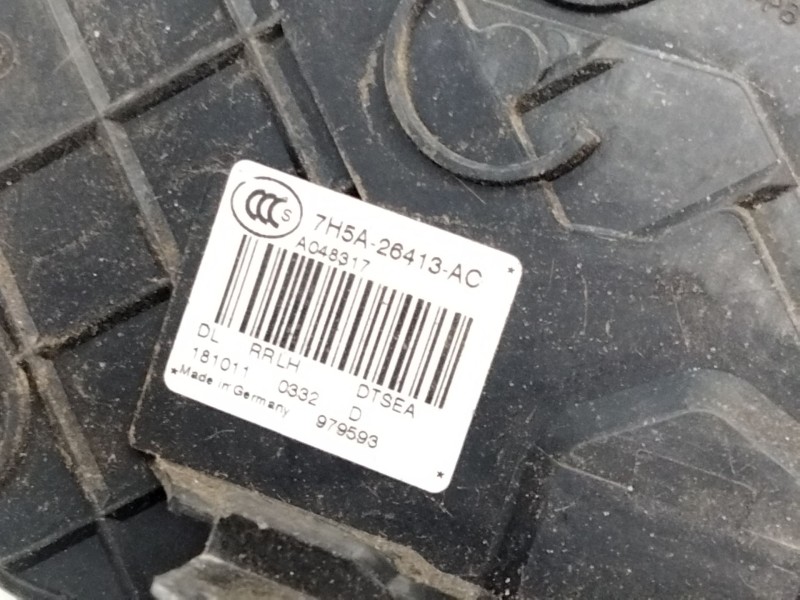 CCC S
7H5A-26413-AC
A048317
DL RRLH DTSEA
181011 0332 D
*Made in Germany 979593